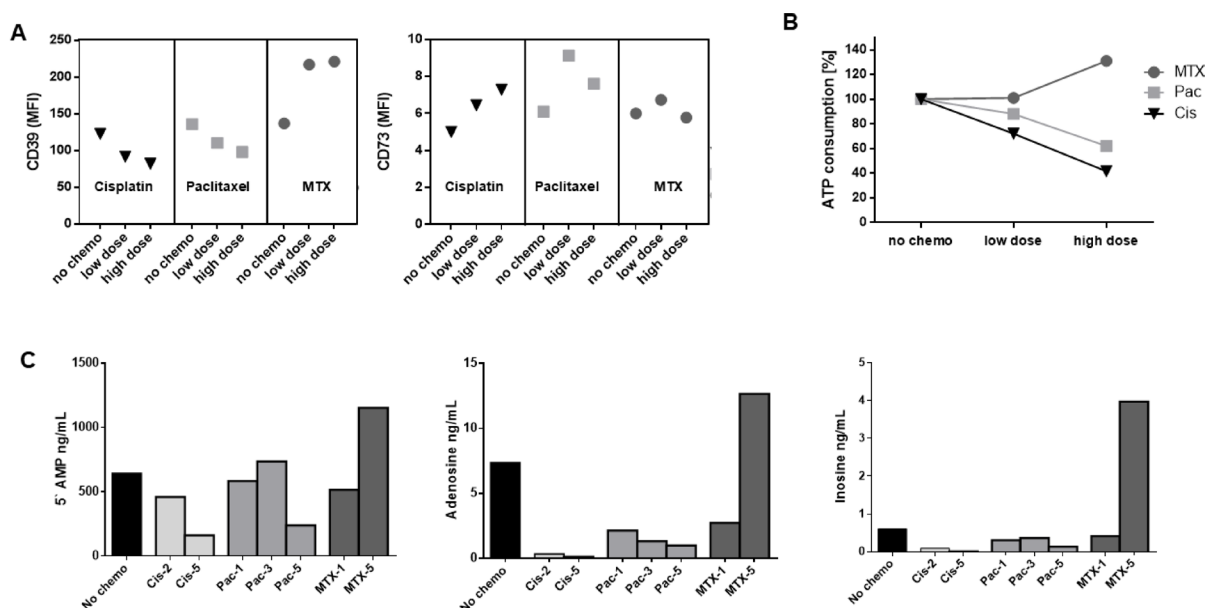 A
CD39 (MFI)
250
200
150
100
50
0
Cisplatin
Paclitaxel
MTX
no chemo
low dose
high dose
no chemo
low dose
high dose
no chemo
low dose
high dose
CD73 (MFI)
10
8
6
4
2
0
Cisplatin
Paclitaxel
MTX
no chemo
low dose
high dose
no chemo
low dose
high dose
no chemo
low dose
high dose
B
ATP consumption [%]
140
120
100
80
60
40
20
0
no chemo
low dose
high dose
MTX
Pac
Cis
C
5` AMP ng/mL
1500
1000
500
0
No chemo
Cis-2
Cis-5
Pac-1
Pac-3
Pac-5
MTX-1
MTX-5
Adenosine ng/mL
15
10
5
0
No chemo
Cis-2
Cis-5
Pac-1
Pac-3
Pac-5
MTX-1
MTX-5
Inosine ng/mL
5
4
3
2
1
0
No chemo
Cis-2
Cis-5
Pac-1
Pac-3
Pac-5
MTX-1
MTX-5